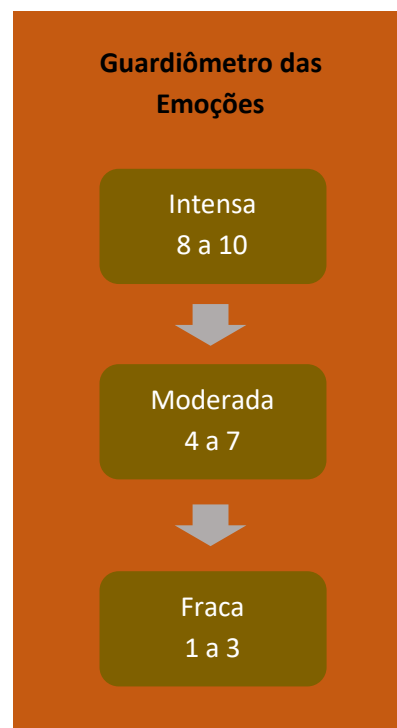 Guardiômetro das
Emoções
Intensa
8 a 10
Moderada
4 a 7
Fraca
1 a 3